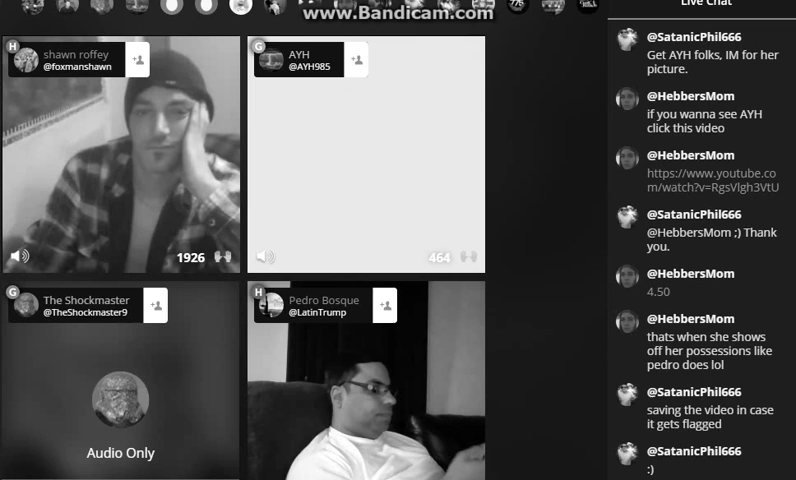 www.Bandicam.com
Live Chat
H
shawn roffey
@foxmanshawn
1926
G
AYH
@AYH985
464
G
The Shockmaster
@TheShockmaster9
Audio Only
H
Pedro Bosque
@LatinTrump
@SatanicPhil666
Get AYH folks, IM for her
picture.
@HebbersMom
if you wanna see AYH
click this video
@HebbersMom
https://www.youtube.co
m/watch?v=RgsVlgh3VtU
@SatanicPhil666
@HebbersMom ;) Thank
you.
@HebbersMom
4.50
@HebbersMom
thats when she shows
off her possessions like
pedro does lol
@SatanicPhil666
saving the video in case
it gets flagged
@SatanicPhil666
:)